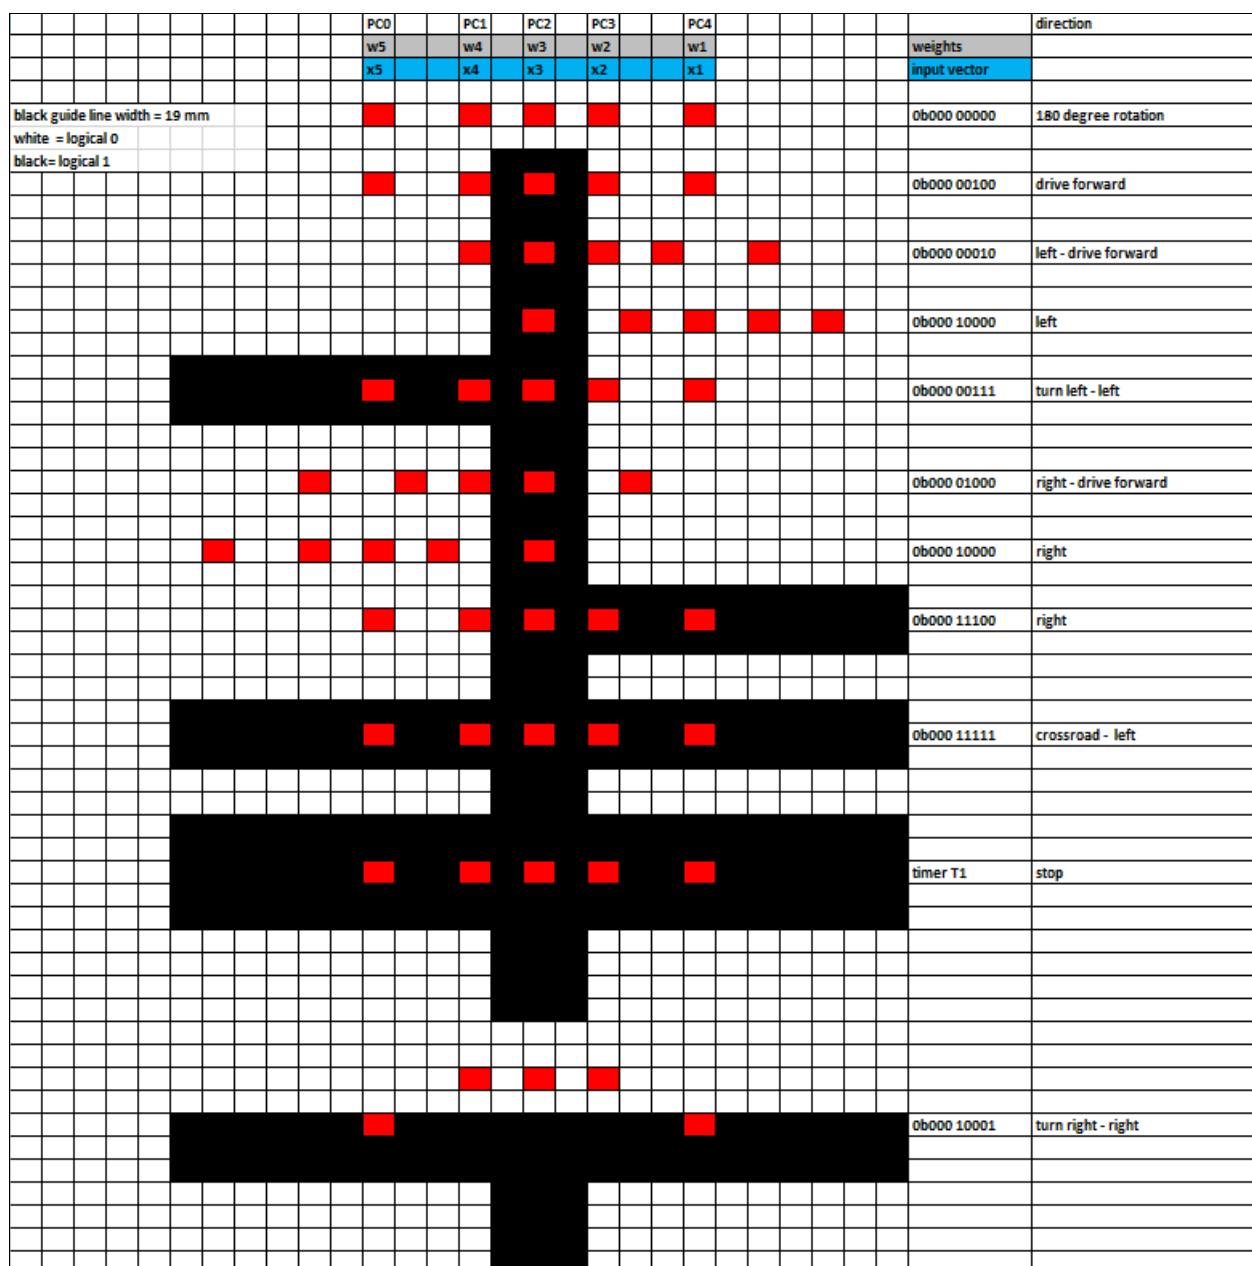 PC0 PC1 PC2 PC3 PC4 direction
w5 w4 w3 w2 w1 weights
x5 x4 x3 x2 x1 input vector
black guide line width = 19 mm 0b000 00000 180 degree rotation
white = logical 0
black= logical 1
0b000 00100 drive forward
0b000 00010 left - drive forward
0b000 10000 left
0b000 00111 turn left - left
0b000 01000 right - drive forward
0b000 10000 right
0b000 11100 right
0b000 11111 crossroad - left
timer T1 stop
0b000 10001 turn right - right